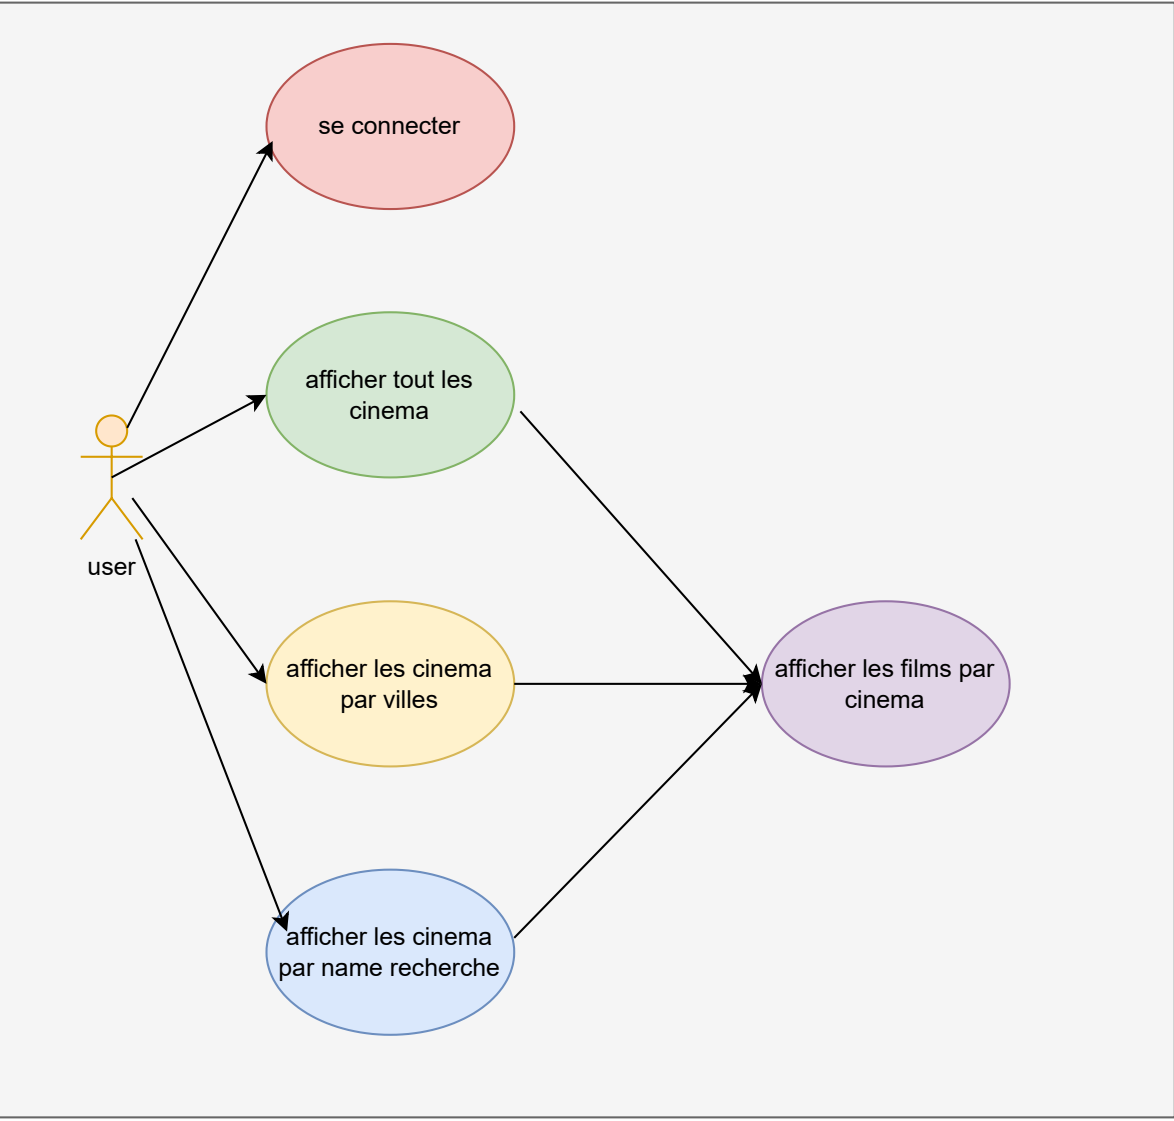 se connecter
afficher tout les
cinema
user
afficher les cinema
par villes
afficher les films par
cinema
afficher les cinema
par name recherche